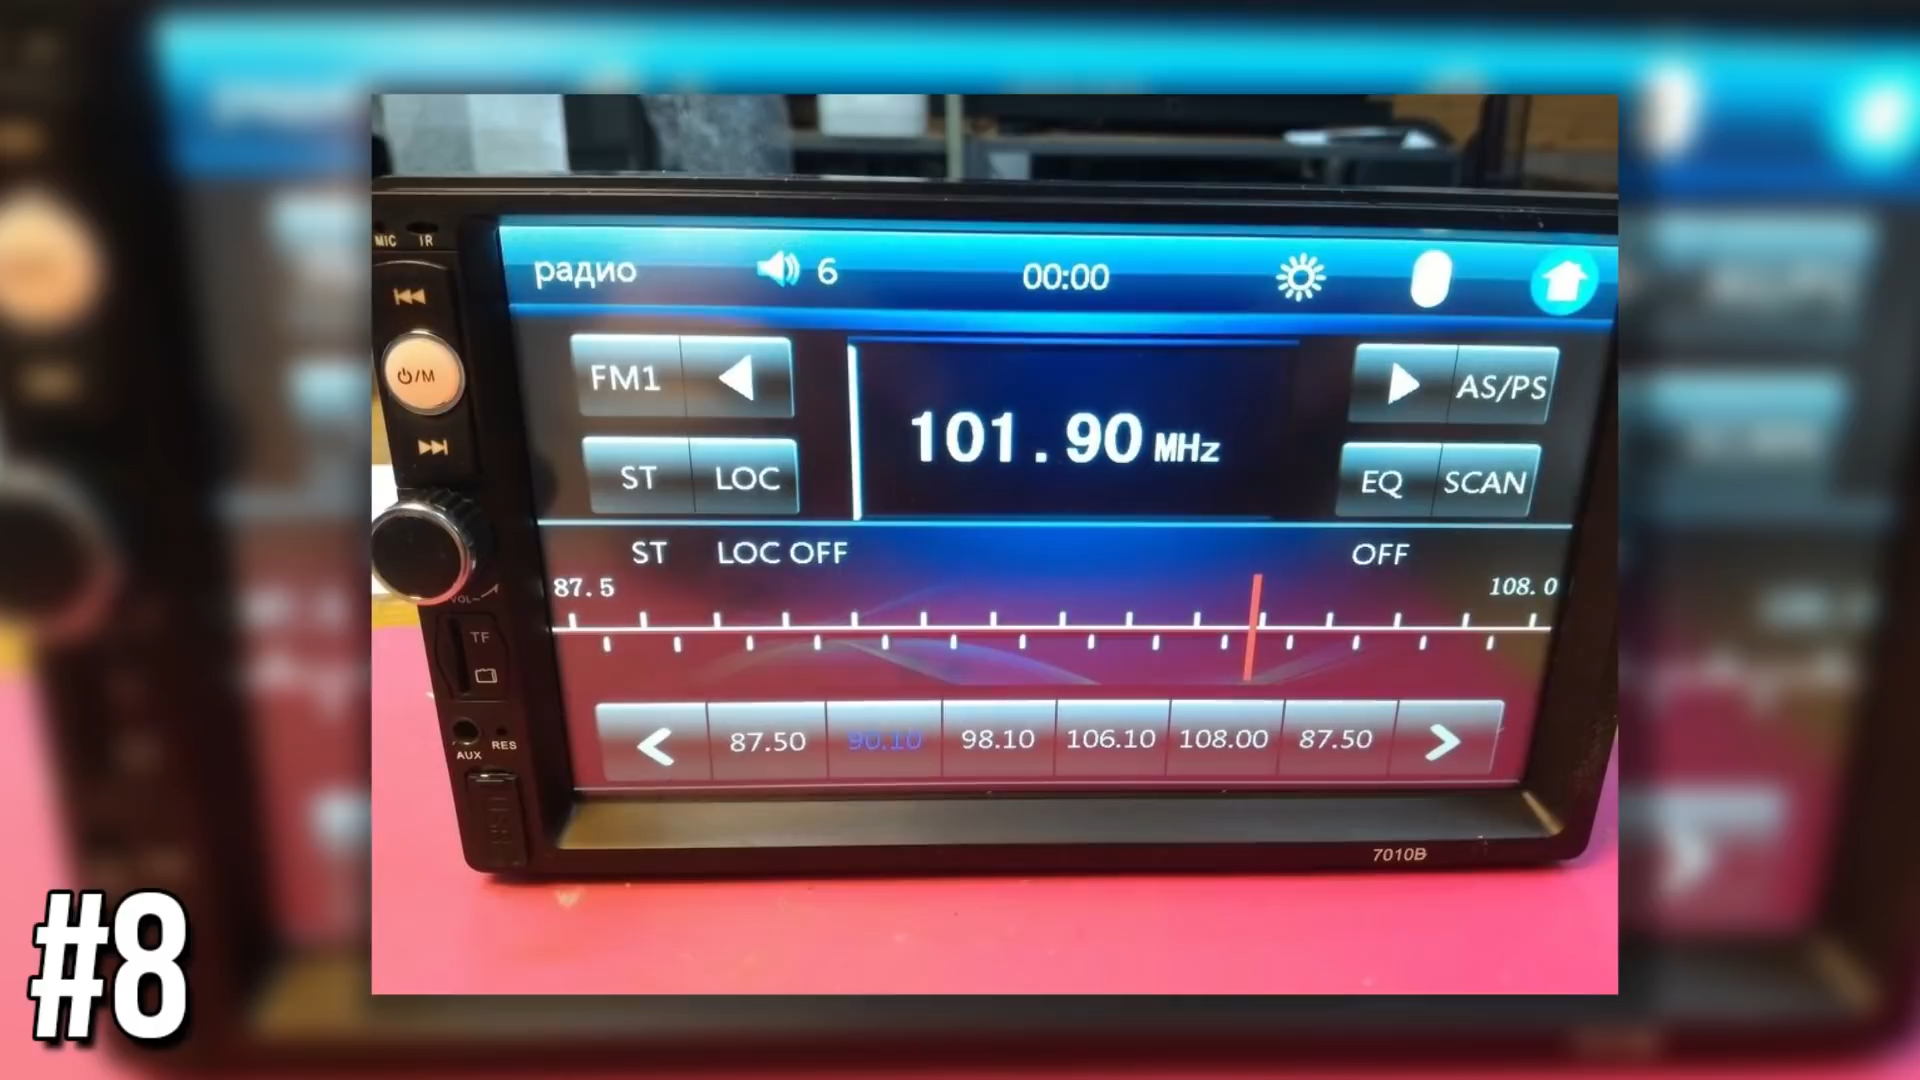 MIC IR
радио 6 00:00
FM1 AS/PS
⏻/M
101.90 MHz
ST LOC EQ SCAN
ST LOC OFF OFF
87.5 108.0
VOL
TF
87.50 90.10 98.10 106.10 108.00 87.50
AUX RES
7010B
#8